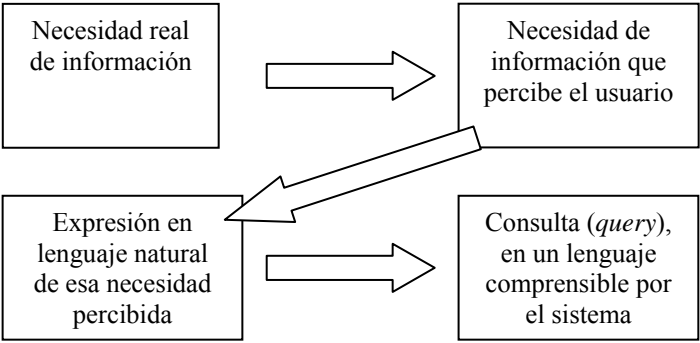 Necesidad real
de información
Necesidad de
información que
percibe el usuario
Expresión en
lenguaje natural
de esa necesidad
percibida
Consulta (query),
en un lenguaje
comprensible por
el sistema